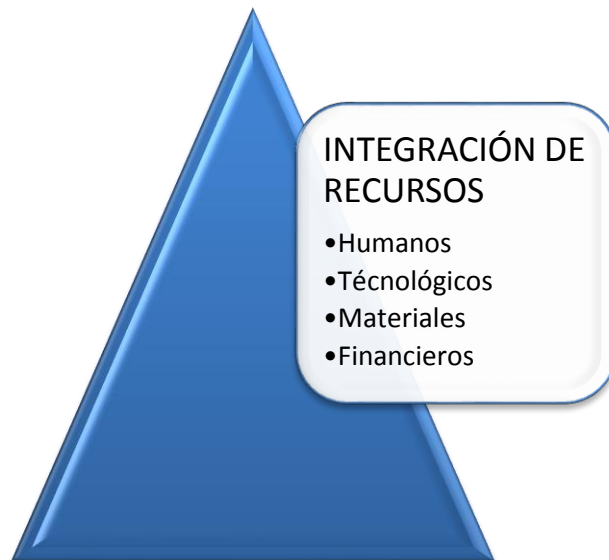 INTEGRACIÓN DE
RECURSOS
•Humanos
•Técnológicos
•Materiales
•Financieros